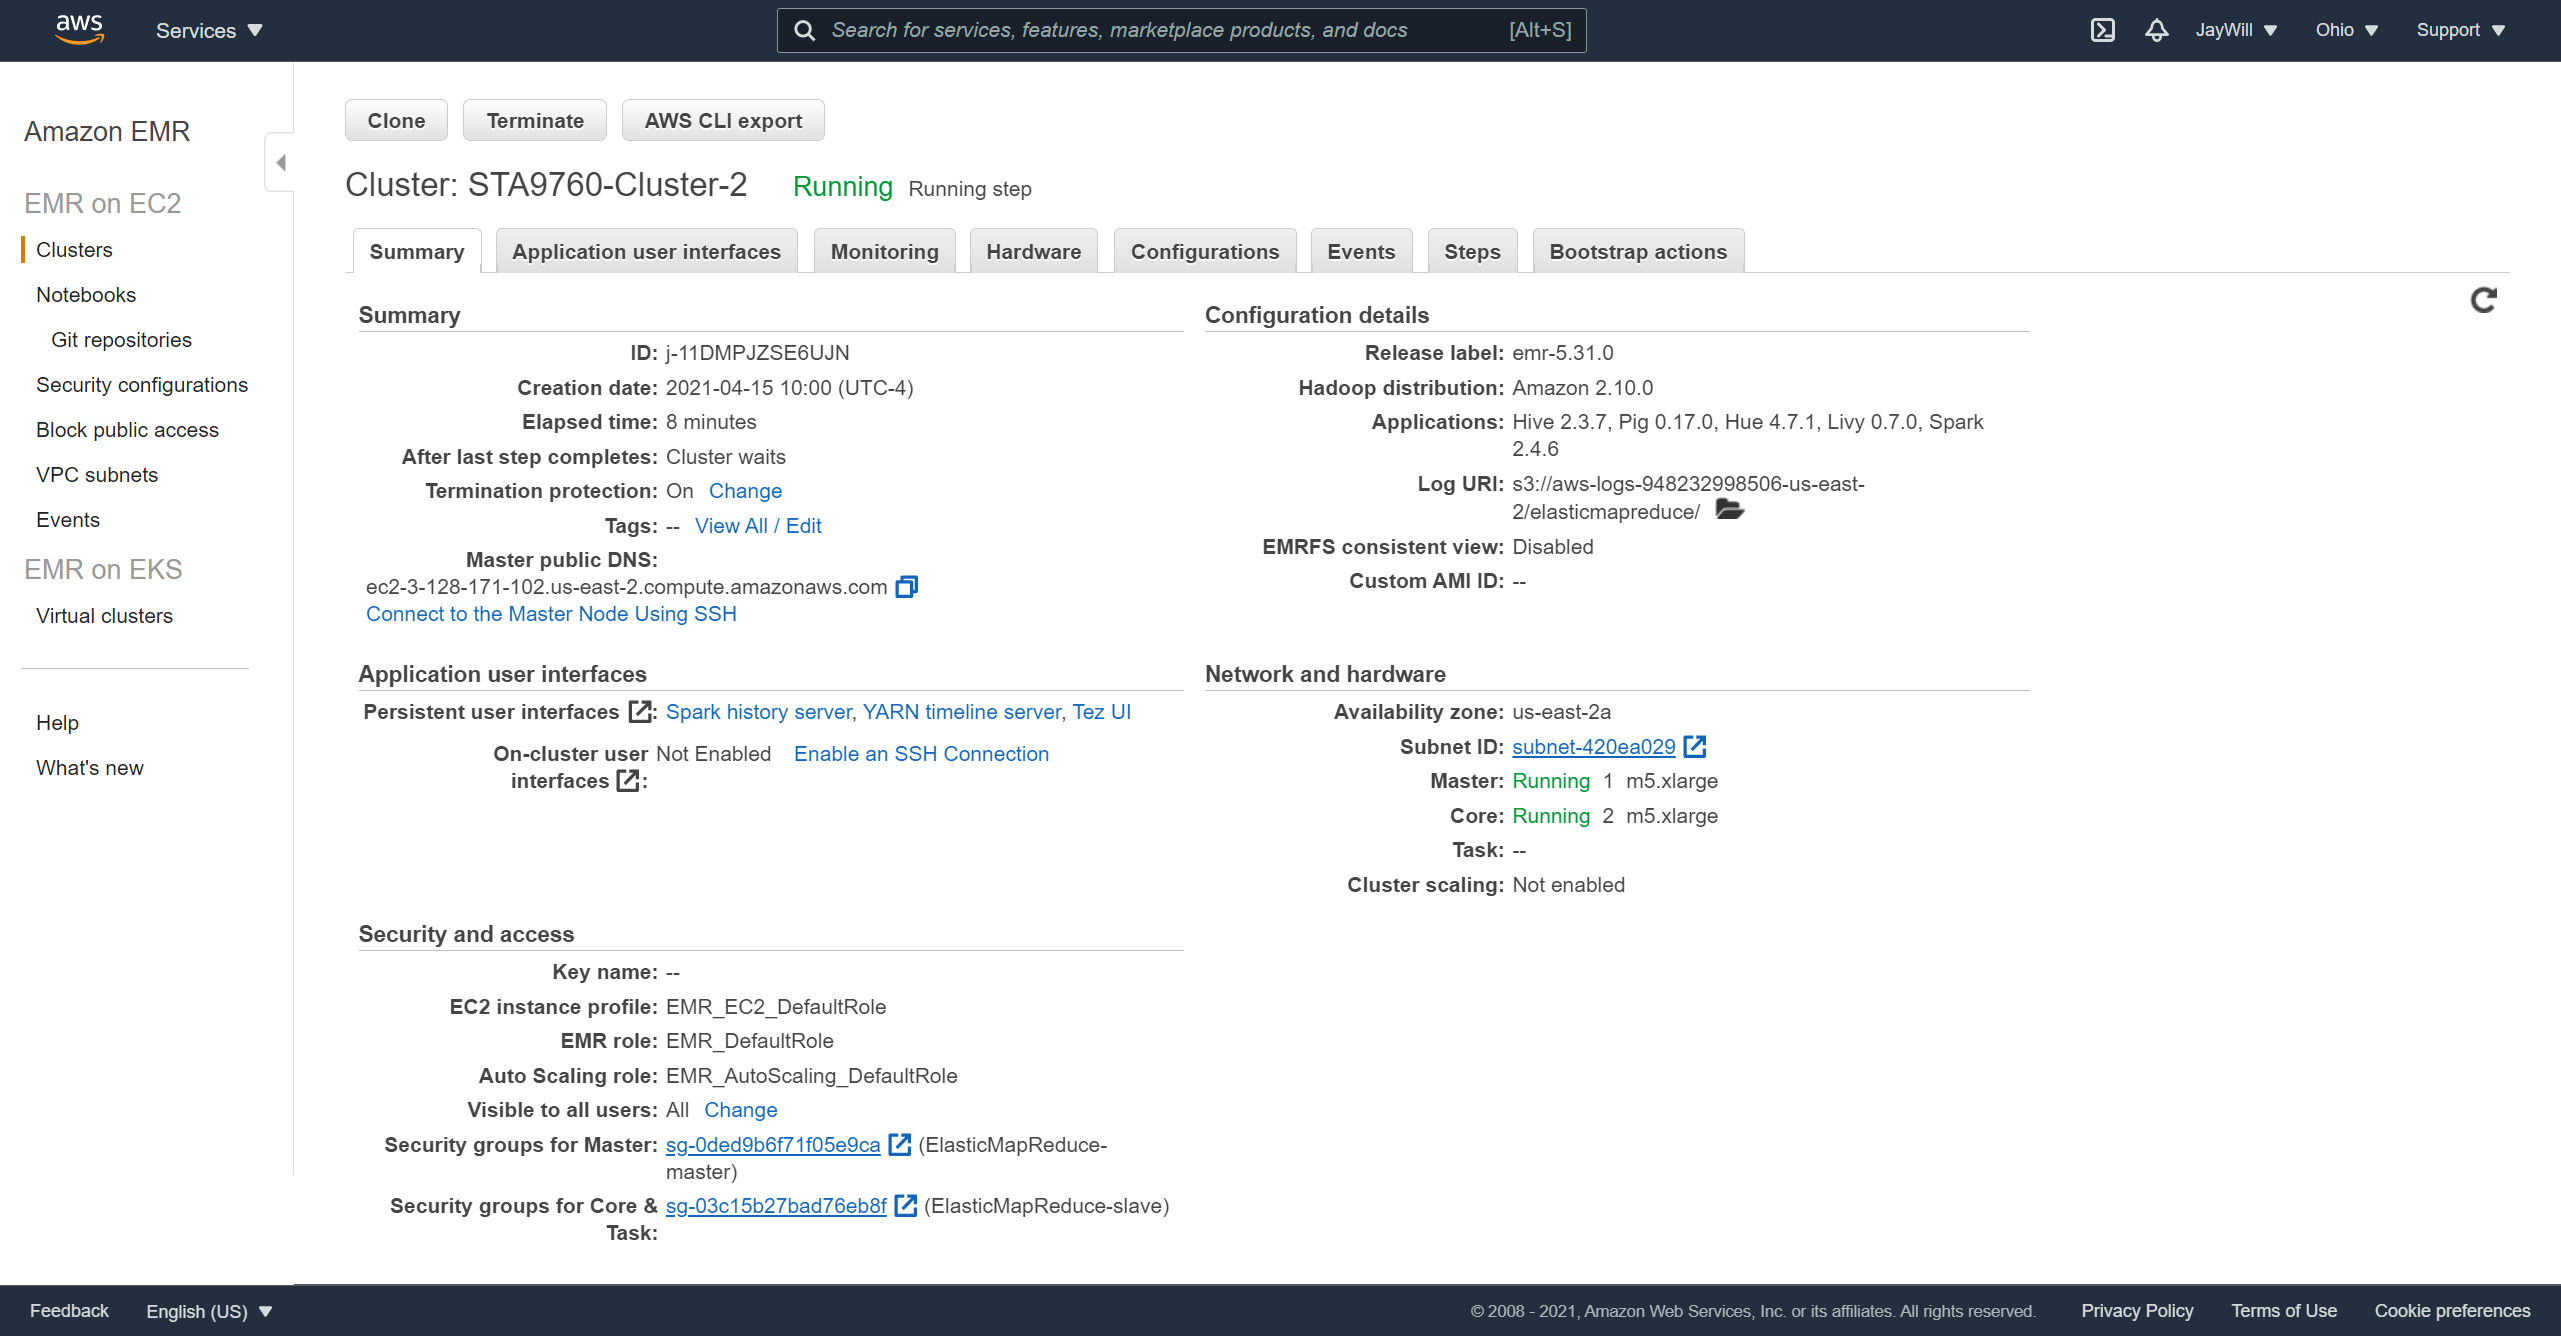 aws
Services
Search for services, features, marketplace products, and docs [Alt+S]
JayWill
Ohio
Support
Amazon EMR
EMR on EC2
Clusters
Notebooks
Git repositories
Security configurations
Block public access
VPC subnets
Events
EMR on EKS
Virtual clusters
Help
What's new
Clone Terminate AWS CLI export
Cluster: STA9760-Cluster-2 Running Running step
Summary Application user interfaces Monitoring Hardware Configurations Events Steps Bootstrap actions
Summary
ID: j-11DMPJZSE6UJN
Creation date: 2021-04-15 10:00 (UTC-4)
Elapsed time: 8 minutes
After last step completes: Cluster waits
Termination protection: On Change
Tags: -- View All / Edit
Master public DNS:
ec2-3-128-171-102.us-east-2.compute.amazonaws.com
Connect to the Master Node Using SSH
Configuration details
Release label: emr-5.31.0
Hadoop distribution: Amazon 2.10.0
Applications: Hive 2.3.7, Pig 0.17.0, Hue 4.7.1, Livy 0.7.0, Spark
2.4.6
Log URI: s3://aws-logs-948232998506-us-east-
2/elasticmapreduce/
EMRFS consistent view: Disabled
Custom AMI ID: --
Application user interfaces
Persistent user interfaces : Spark history server, YARN timeline server, Tez UI
On-cluster user Not Enabled Enable an SSH Connection
interfaces :
Network and hardware
Availability zone: us-east-2a
Subnet ID: subnet-420ea029
Master: Running 1 m5.xlarge
Core: Running 2 m5.xlarge
Task: --
Cluster scaling: Not enabled
Security and access
Key name: --
EC2 instance profile: EMR_EC2_DefaultRole
EMR role: EMR_DefaultRole
Auto Scaling role: EMR_AutoScaling_DefaultRole
Visible to all users: All Change
Security groups for Master: sg-0ded9b6f71f05e9ca (ElasticMapReduce-
master)
Security groups for Core & sg-03c15b27bad76eb8f (ElasticMapReduce-slave)
Task:
Feedback English (US) © 2008 - 2021, Amazon Web Services, Inc. or its affiliates. All rights reserved. Privacy Policy Terms of Use Cookie preferences